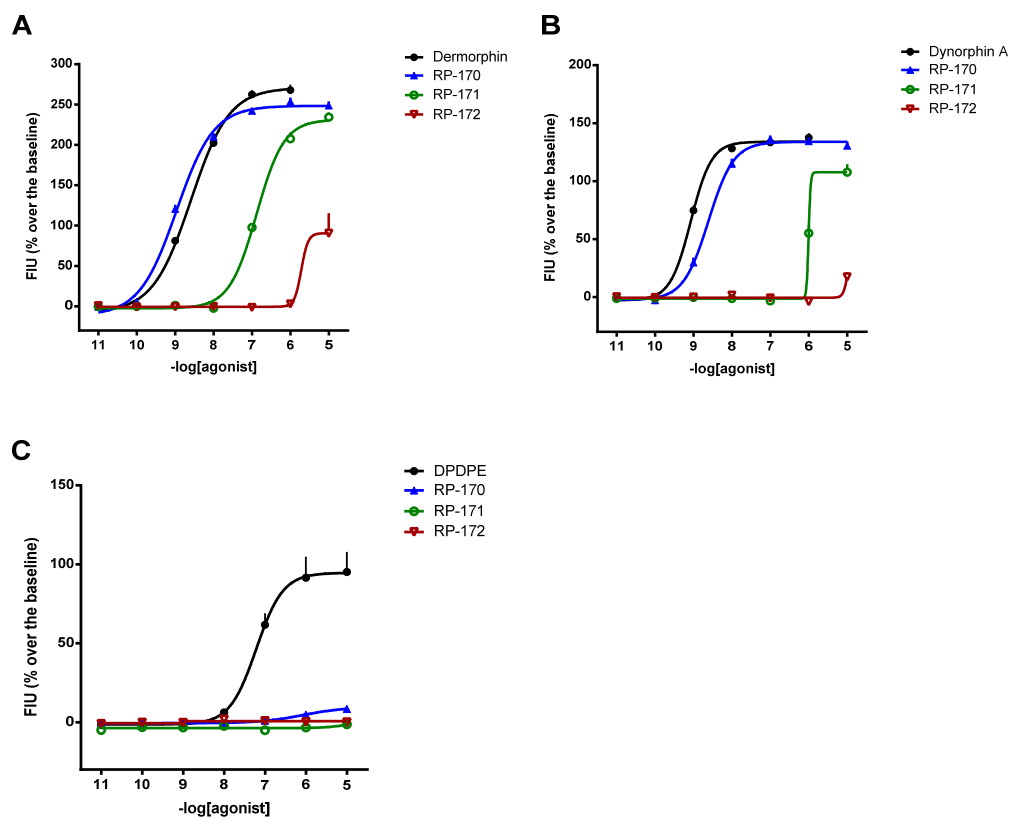 A
Dermorphin
RP-170
RP-171
RP-172
300
250
200
150
100
50
0
FIU (% over the baseline)
11 10 9 8 7 6 5
-log[agonist]
B
Dynorphin A
RP-170
RP-171
RP-172
200
150
100
50
0
FIU (% over the baseline)
11 10 9 8 7 6 5
-log[agonist]
C
DPDPE
RP-170
RP-171
RP-172
150
100
50
0
FIU (% over the baseline)
11 10 9 8 7 6 5
-log[agonist]